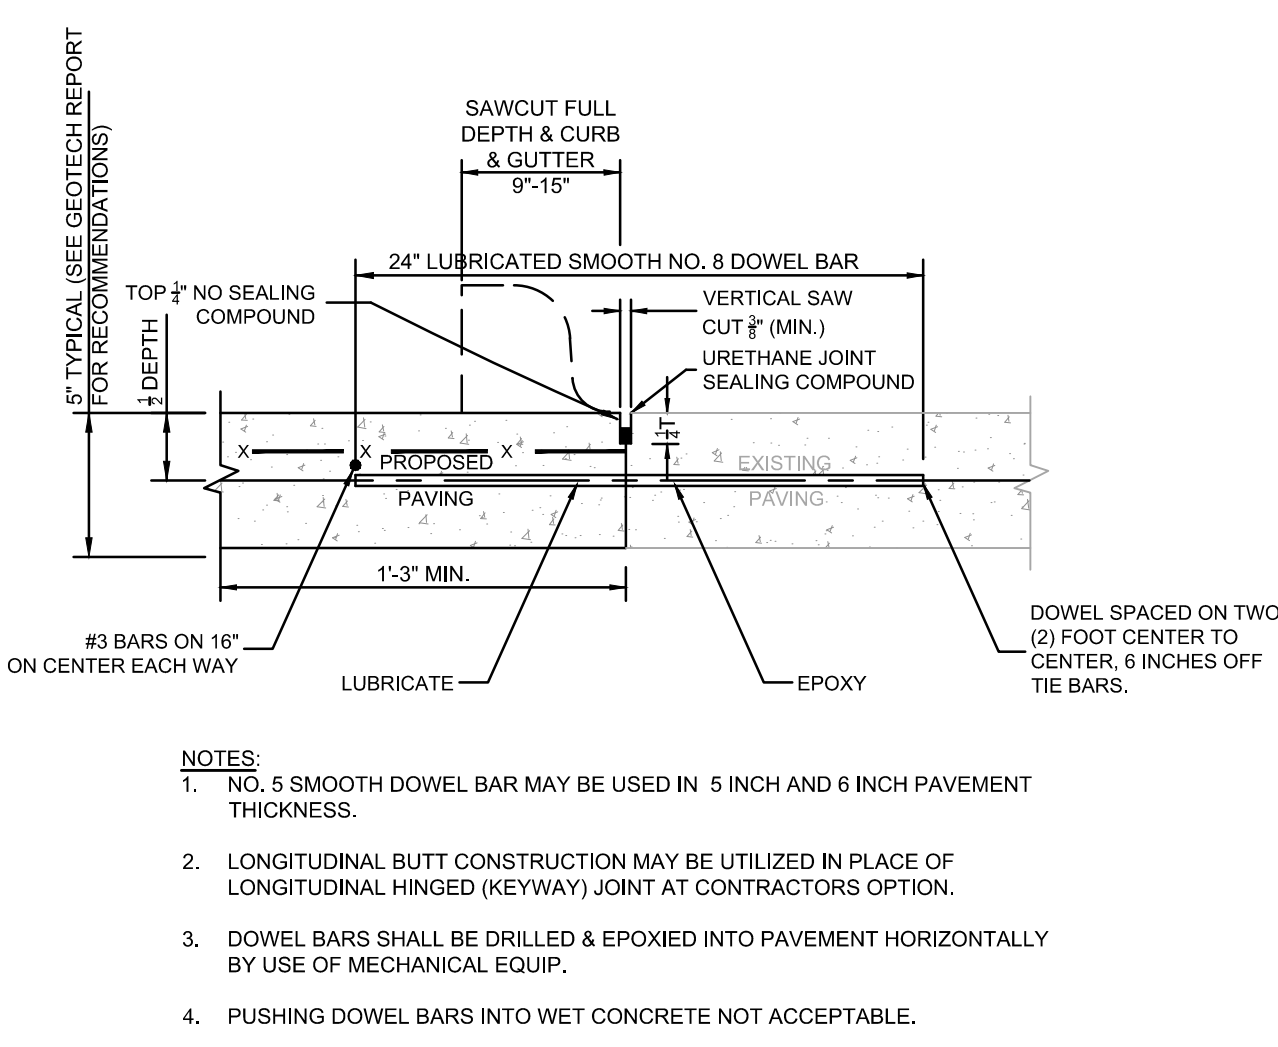 5" TYPICAL (SEE GEOTECH REPORT
FOR RECOMMENDATIONS)
SAWCUT FULL
DEPTH & CURB
& GUTTER
9"-15"
24" LUBRICATED SMOOTH NO. 8 DOWEL BAR
TOP 1/4" NO SEALING
COMPOUND
1/2 DEPTH
VERTICAL SAW
CUT 3/8" (MIN.)
URETHANE JOINT
SEALING COMPOUND
1/4T
X X X
PROPOSED
PAVING
EXISTING
PAVING
1'-3" MIN.
#3 BARS ON 16"
ON CENTER EACH WAY
LUBRICATE
EPOXY
DOWEL SPACED ON TWO
(2) FOOT CENTER TO
CENTER, 6 INCHES OFF
TIE BARS.
NOTES:
1. NO. 5 SMOOTH DOWEL BAR MAY BE USED IN 5 INCH AND 6 INCH PAVEMENT
THICKNESS.
2. LONGITUDINAL BUTT CONSTRUCTION MAY BE UTILIZED IN PLACE OF
LONGITUDINAL HINGED (KEYWAY) JOINT AT CONTRACTORS OPTION.
3. DOWEL BARS SHALL BE DRILLED & EPOXIED INTO PAVEMENT HORIZONTALLY
BY USE OF MECHANICAL EQUIP.
4. PUSHING DOWEL BARS INTO WET CONCRETE NOT ACCEPTABLE.